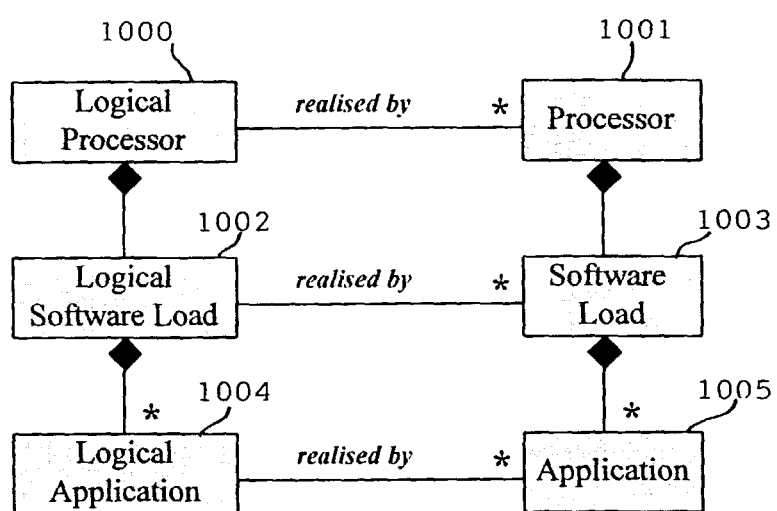 1000
1001
Logical
Processor
realised by
*
Processor
1002
1003
Logical
Software Load
realised by
*
Software
Load
1004
1005
*
*
Logical
Application
realised by
*
Application